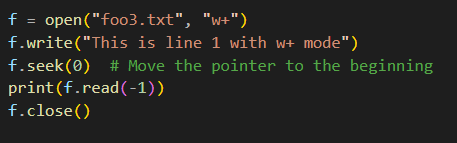 f = open("foo3.txt", "w+")
f.write("This is line 1 with w+ mode")
f.seek(0)  # Move the pointer to the beginning
print(f.read(-1))
f.close()